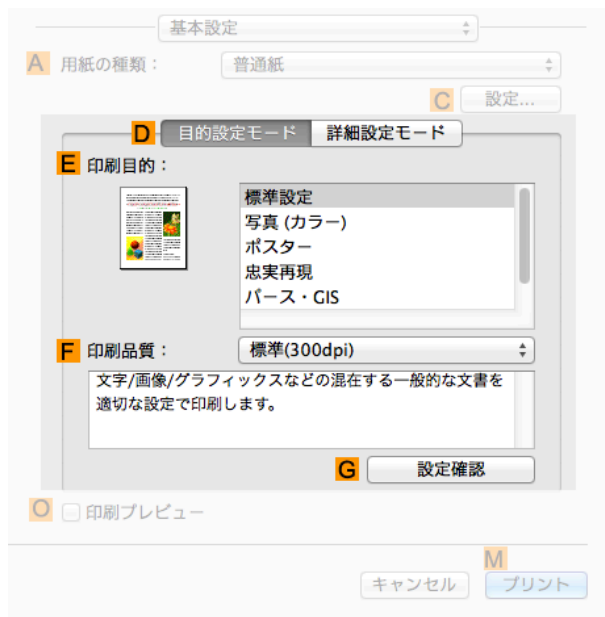 基本設定
A 用紙の種類： 普通紙
C 設定...
D 目的設定モード 詳細設定モード
E 印刷目的：
標準設定
写真 (カラー)
ポスター
忠実再現
パース・GIS
F 印刷品質： 標準(300dpi)
文字/画像/グラフィックスなどの混在する一般的な文書を
適切な設定で印刷します。
G 設定確認
O 印刷プレビュー
M
キャンセル プリント